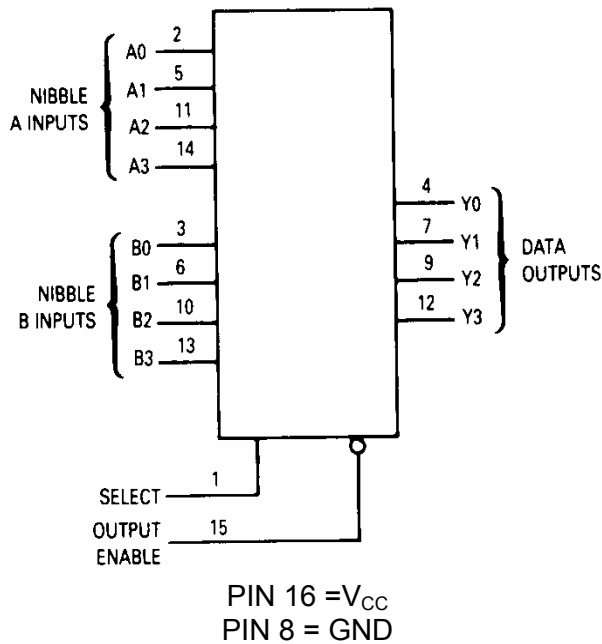 A0 2
A1 5
A2 11
A3 14
NIBBLE
A INPUTS
B0 3
B1 6
B2 10
B3 13
NIBBLE
B INPUTS
4 Y0
7 Y1
9 Y2
12 Y3
DATA
OUTPUTS
SELECT 1
OUTPUT
ENABLE
15
PIN 16 =VCC
PIN 8 = GND